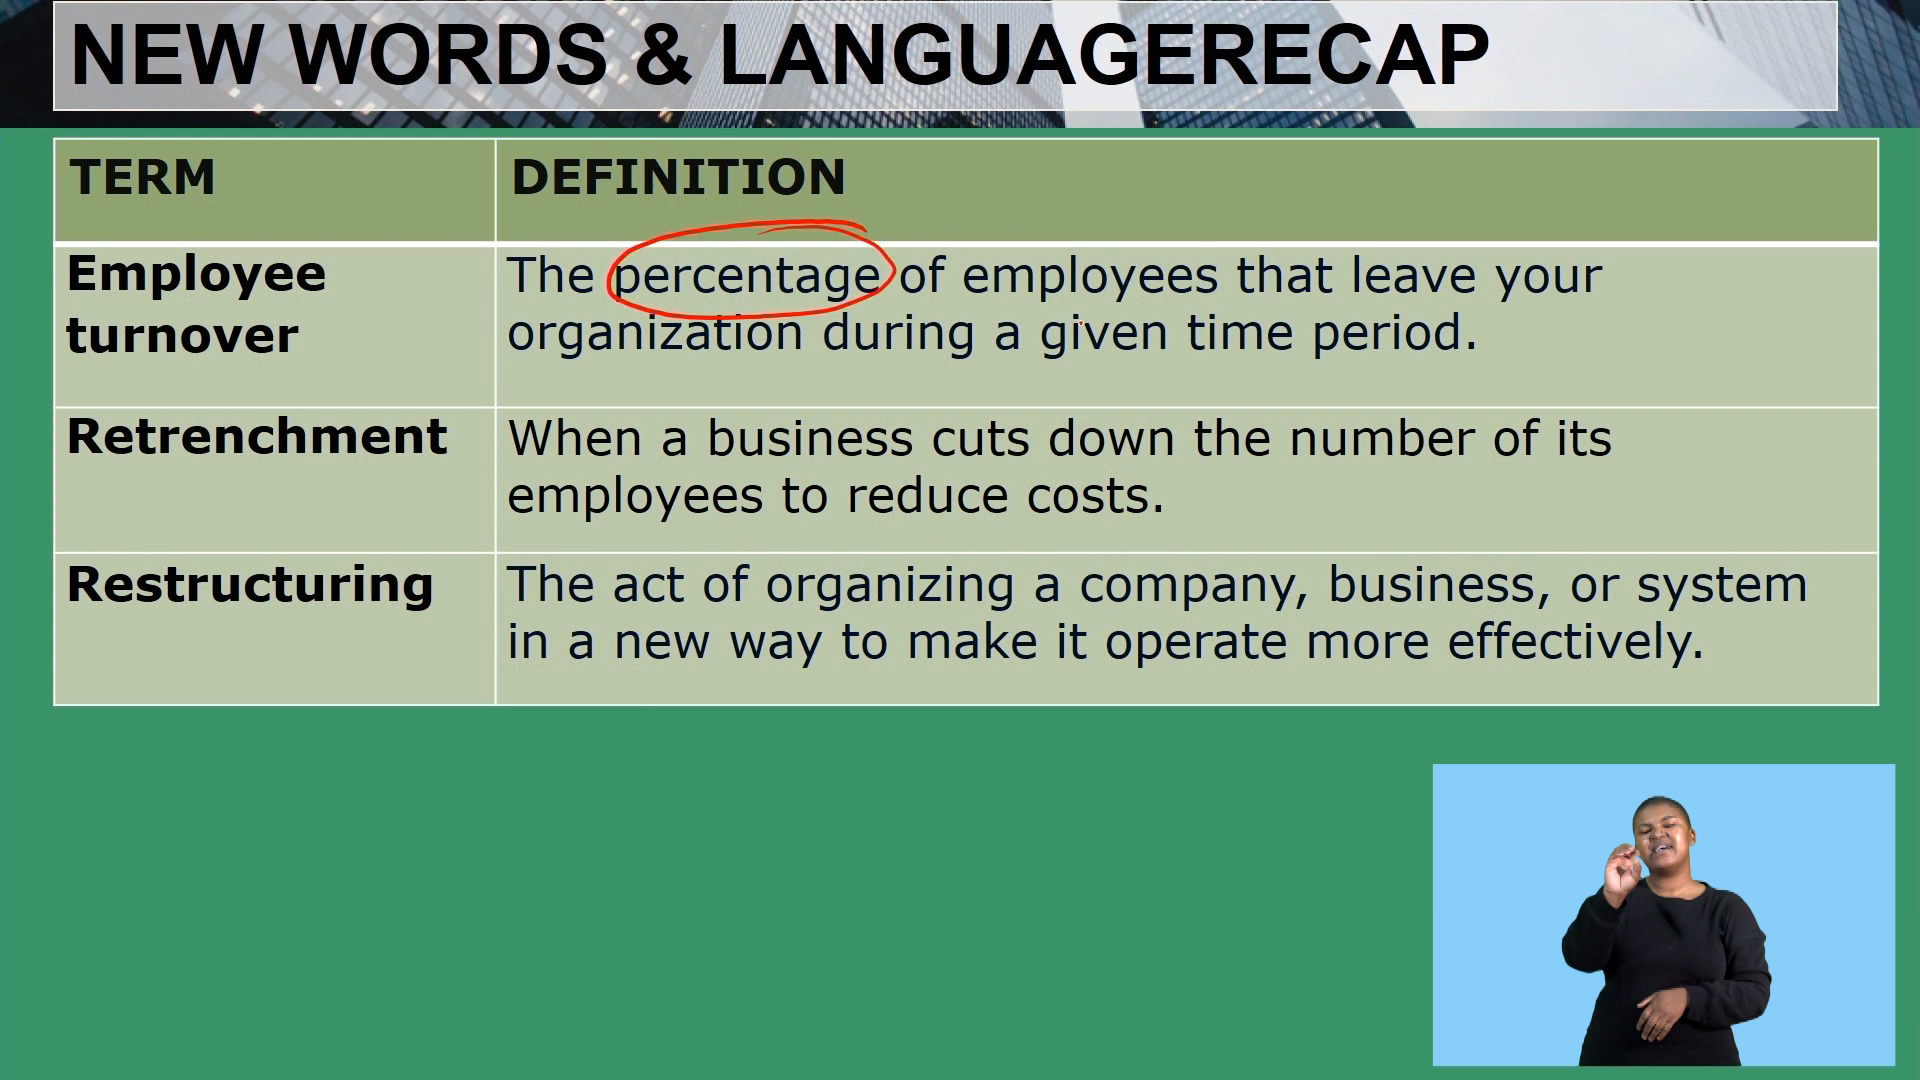 NEW WORDS & LANGUAGERECAP
TERM
DEFINITION
Employee
turnover
The percentage of employees that leave your
organization during a given time period.
Retrenchment
When a business cuts down the number of its
employees to reduce costs.
Restructuring
The act of organizing a company, business, or system
in a new way to make it operate more effectively.